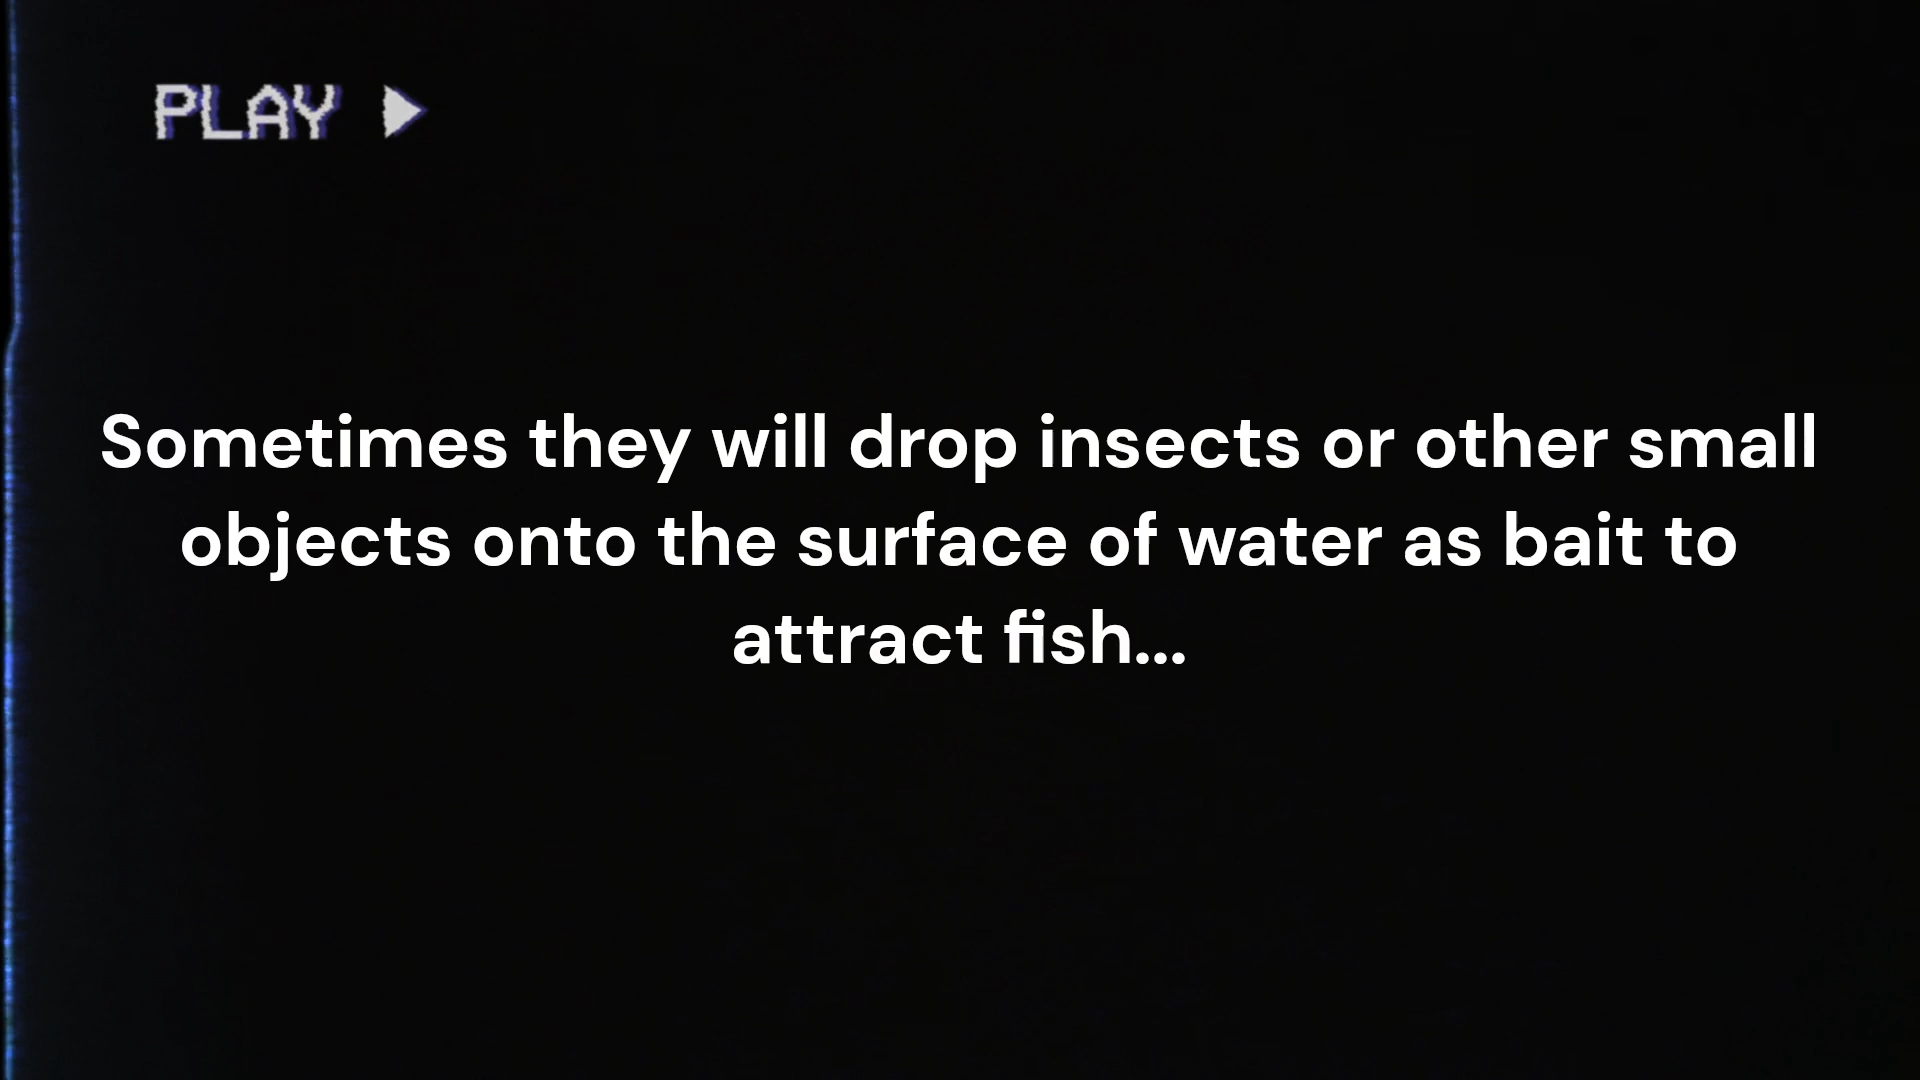 PLAY
Sometimes they will drop insects or other small
objects onto the surface of water as bait to
attract fish...